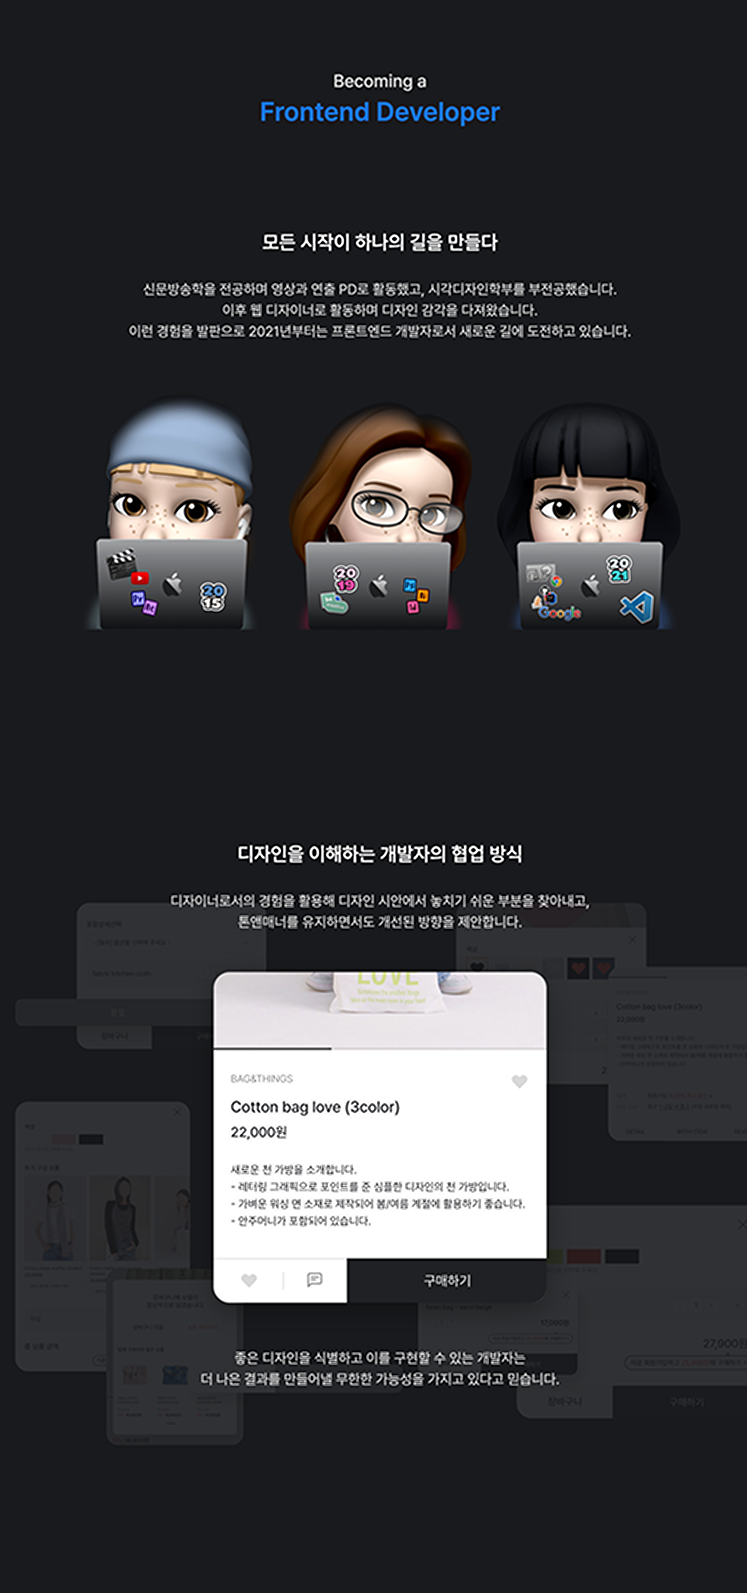 Becoming a
Frontend Developer
모든 시작이 하나의 길을 만들다
신문방송학을 전공하며 영상과 연출 PD로 활동했고, 시각디자인학부를 부전공했습니다.
이후 웹 디자이너로 활동하며 디자인 감각을 다져왔습니다.
이런 경험을 발판으로 2021년부터는 프론트엔드 개발자로서 새로운 길에 도전하고 있습니다.
20
15
20
19
20
21
Google
디자인을 이해하는 개발자의 협업 방식
디자이너로서의 경험을 활용해 디자인 시안에서 놓치기 쉬운 부분을 찾아내고,
톤앤매너를 유지하면서도 개선된 방향을 제안합니다.
LOVE
BAG&THINGS
Cotton bag love (3color)
22,000원
새로운 천 가방을 소개합니다.
- 레터링 그래픽으로 포인트를 준 심플한 디자인의 천 가방입니다.
- 가벼운 워싱 면 소재로 제작되어 봄/여름 계절에 활용하기 좋습니다.
- 안주머니가 포함되어 있습니다.
구매하기
Cotton bag love (3color)
22,000원
장바구니
17,000원
27,900원
장바구니
구매하기
좋은 디자인을 식별하고 이를 구현할 수 있는 개발자는
더 나은 결과를 만들어낼 무한한 가능성을 가지고 있다고 믿습니다.